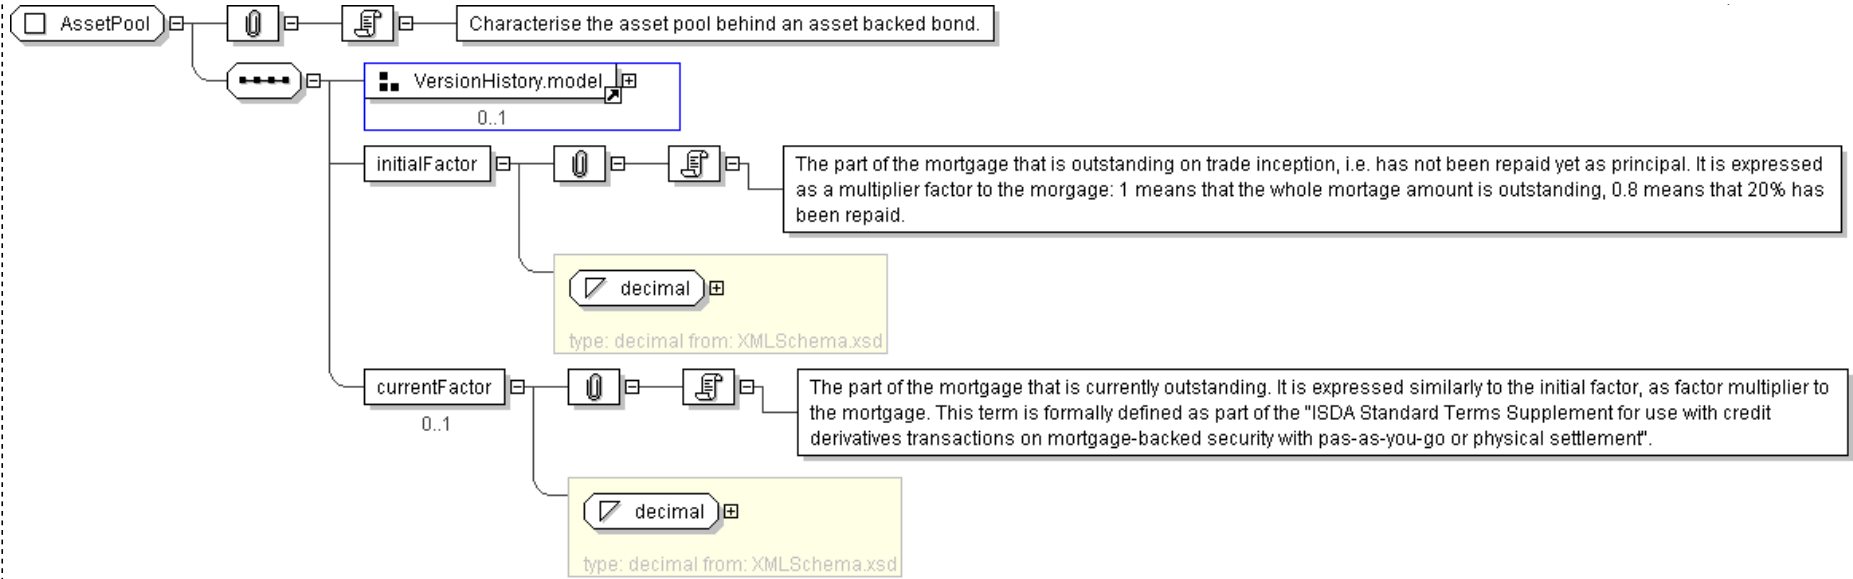 AssetPool
Characterise the asset pool behind an asset backed bond.
VersionHistory.model
0..1
initialFactor
The part of the mortgage that is outstanding on trade inception, i.e. has not been repaid yet as principal. It is expressed
as a multiplier factor to the morgage: 1 means that the whole mortage amount is outstanding, 0.8 means that 20% has
been repaid.
decimal
type: decimal from: XMLSchema.xsd
currentFactor
0..1
The part of the mortgage that is currently outstanding. It is expressed similarly to the initial factor, as factor multiplier to
the mortgage. This term is formally defined as part of the "ISDA Standard Terms Supplement for use with credit
derivatives transactions on mortgage-backed security with pas-as-you-go or physical settlement".
decimal
type: decimal from: XMLSchema.xsd